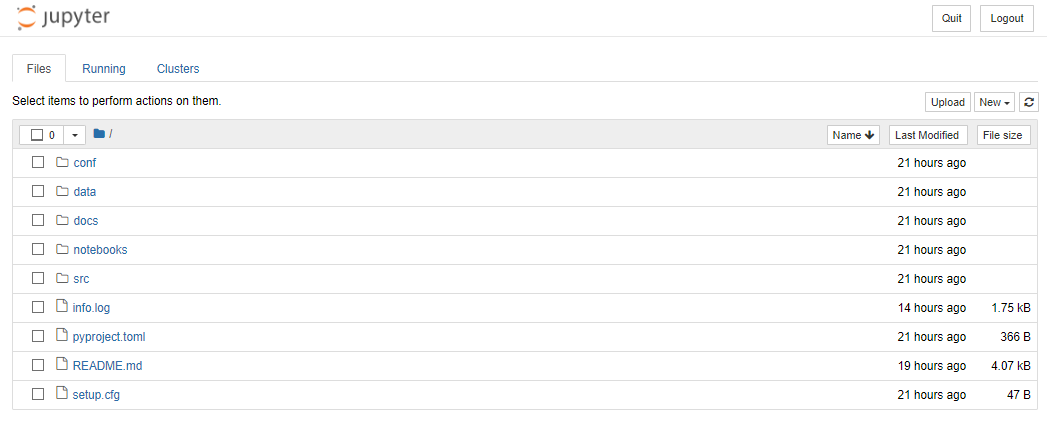 jupyter
Quit Logout
Files Running Clusters
Select items to perform actions on them.
Upload New
0 / Name Last Modified File size
conf 21 hours ago
data 21 hours ago
docs 21 hours ago
notebooks 21 hours ago
src 21 hours ago
info.log 14 hours ago 1.75 kB
pyproject.toml 21 hours ago 366 B
README.md 19 hours ago 4.07 kB
setup.cfg 21 hours ago 47 B